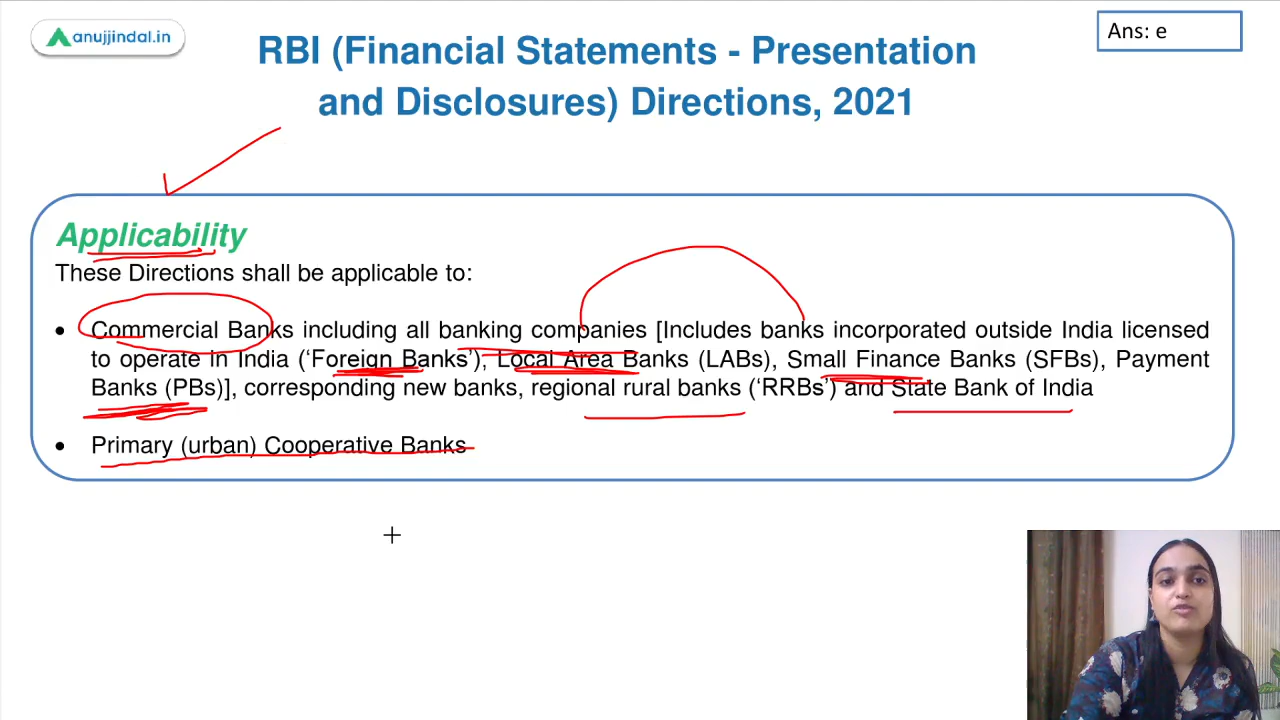 anujjindal.in
Ans: e
RBI (Financial Statements - Presentation
and Disclosures) Directions, 2021
Applicability
These Directions shall be applicable to:
• Commercial Banks including all banking companies [Includes banks incorporated outside India licensed
to operate in India (‘Foreign Banks’), Local Area Banks (LABs), Small Finance Banks (SFBs), Payment
Banks (PBs)], corresponding new banks, regional rural banks (‘RRBs’) and State Bank of India
• Primary (urban) Cooperative Banks